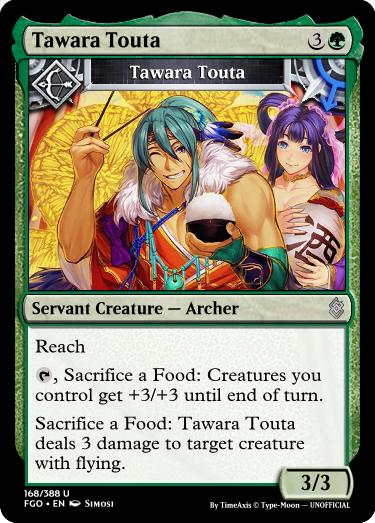 Tawara Touta 3
Tawara Touta
酒
Servant Creature — Archer
Reach
, Sacrifice a Food: Creatures you
control get +3/+3 until end of turn.
Sacrifice a Food: Tawara Touta
deals 3 damage to target creature
with flying.
3/3
168/388 U
FGO • EN Simosi
By TimeAxis © Type-Moon — UNOFFICIAL